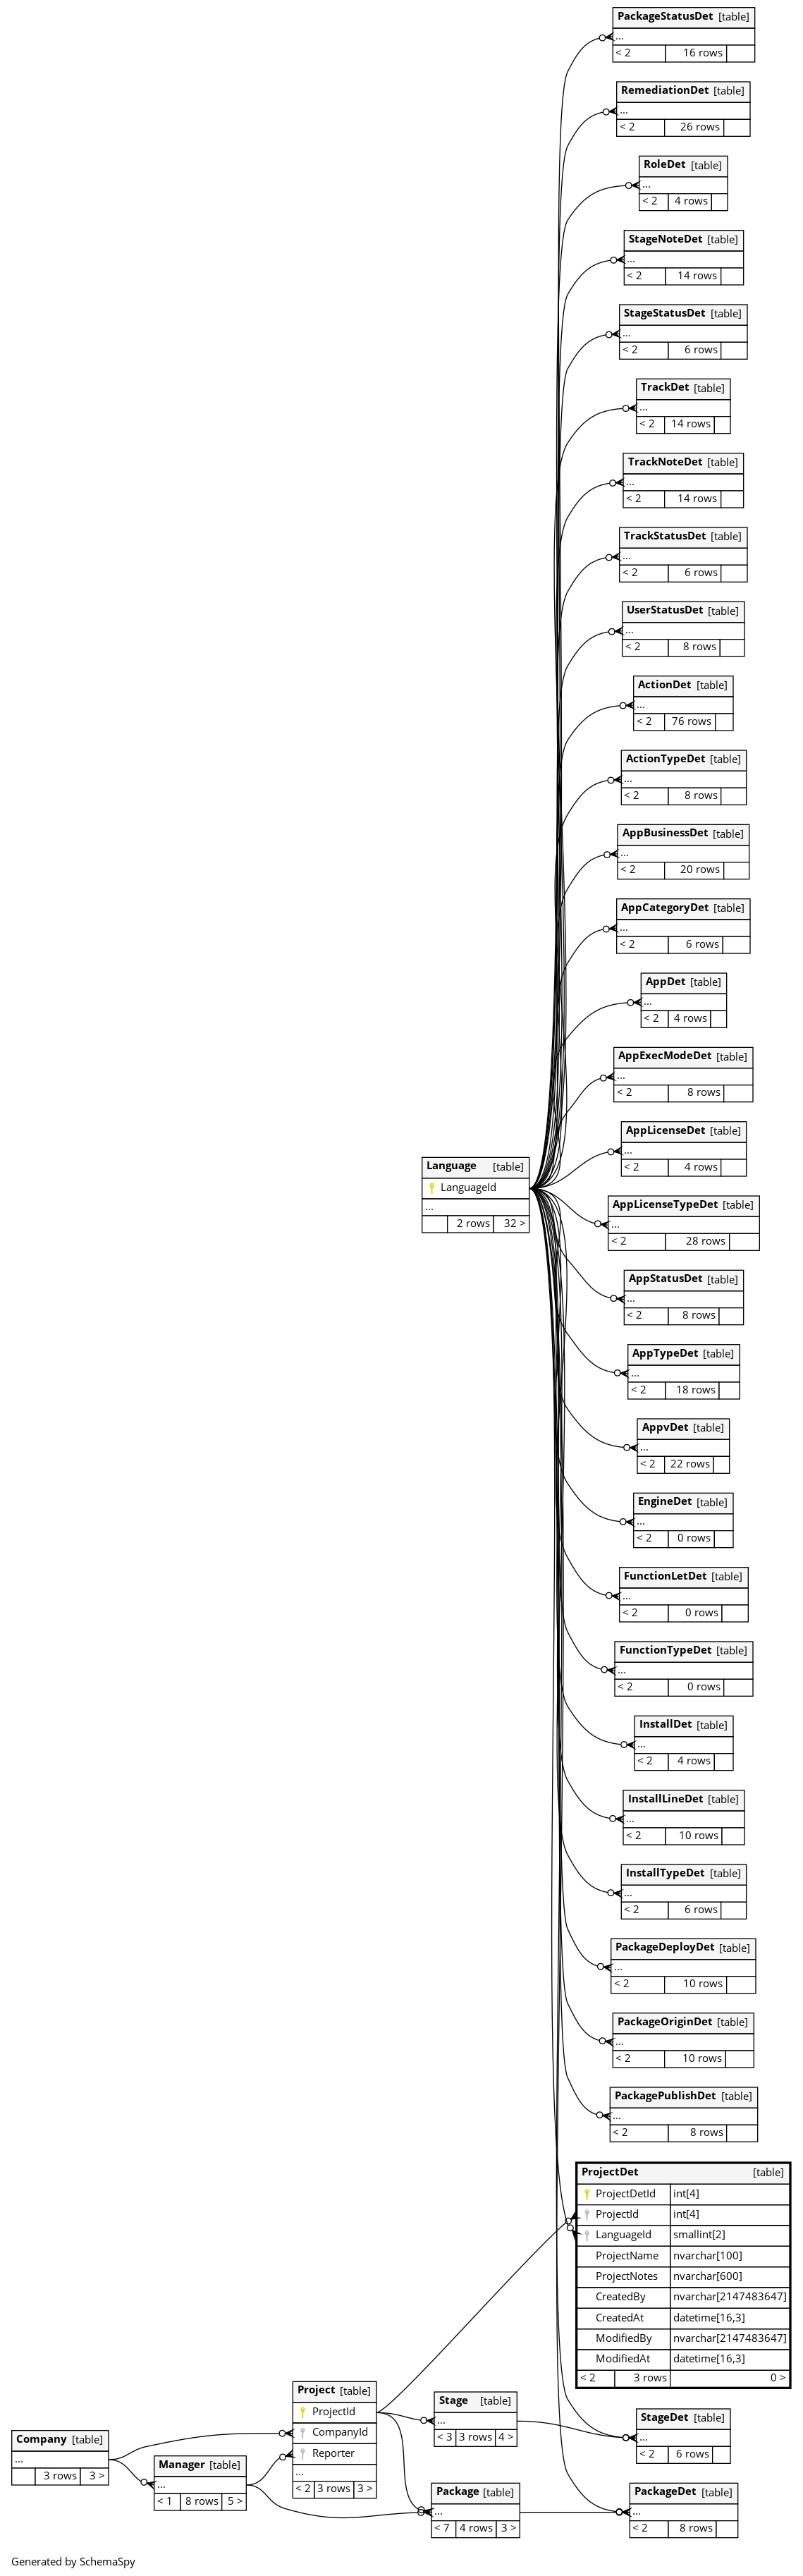 PackageStatusDet [table]
...
< 2 16 rows
RemediationDet [table]
...
< 2 26 rows
RoleDet [table]
...
< 2 4 rows
StageNoteDet [table]
...
< 2 14 rows
StageStatusDet [table]
...
< 2 6 rows
TrackDet [table]
...
< 2 14 rows
TrackNoteDet [table]
...
< 2 14 rows
TrackStatusDet [table]
...
< 2 6 rows
UserStatusDet [table]
...
< 2 8 rows
ActionDet [table]
...
< 2 76 rows
ActionTypeDet [table]
...
< 2 8 rows
AppBusinessDet [table]
...
< 2 20 rows
AppCategoryDet [table]
...
< 2 6 rows
AppDet [table]
...
< 2 4 rows
AppExecModeDet [table]
...
< 2 8 rows
AppLicenseDet [table]
...
< 2 4 rows
Language [table]
LanguageId
...
2 rows 32 >
AppLicenseTypeDet [table]
...
< 2 28 rows
AppStatusDet [table]
...
< 2 8 rows
AppTypeDet [table]
...
< 2 18 rows
AppvDet [table]
...
< 2 22 rows
EngineDet [table]
...
< 2 0 rows
FunctionLetDet [table]
...
< 2 0 rows
FunctionTypeDet [table]
...
< 2 0 rows
InstallDet [table]
...
< 2 4 rows
InstallLineDet [table]
...
< 2 10 rows
InstallTypeDet [table]
...
< 2 6 rows
PackageDeployDet [table]
...
< 2 10 rows
PackageOriginDet [table]
...
< 2 10 rows
PackagePublishDet [table]
...
< 2 8 rows
ProjectDet [table]
ProjectDetId int[4]
ProjectId int[4]
LanguageId smallint[2]
ProjectName nvarchar[100]
ProjectNotes nvarchar[600]
CreatedBy nvarchar[2147483647]
CreatedAt datetime[16,3]
ModifiedBy nvarchar[2147483647]
ModifiedAt datetime[16,3]
< 2 3 rows 0 >
Project [table]
ProjectId
CompanyId
Reporter
...
< 2 3 rows 3 >
Stage [table]
...
< 3 3 rows 4 >
StageDet [table]
...
< 2 6 rows
Company [table]
...
3 rows 3 >
Manager [table]
...
< 1 8 rows 5 >
Package [table]
...
< 7 4 rows 3 >
PackageDet [table]
...
< 2 8 rows
Generated by SchemaSpy